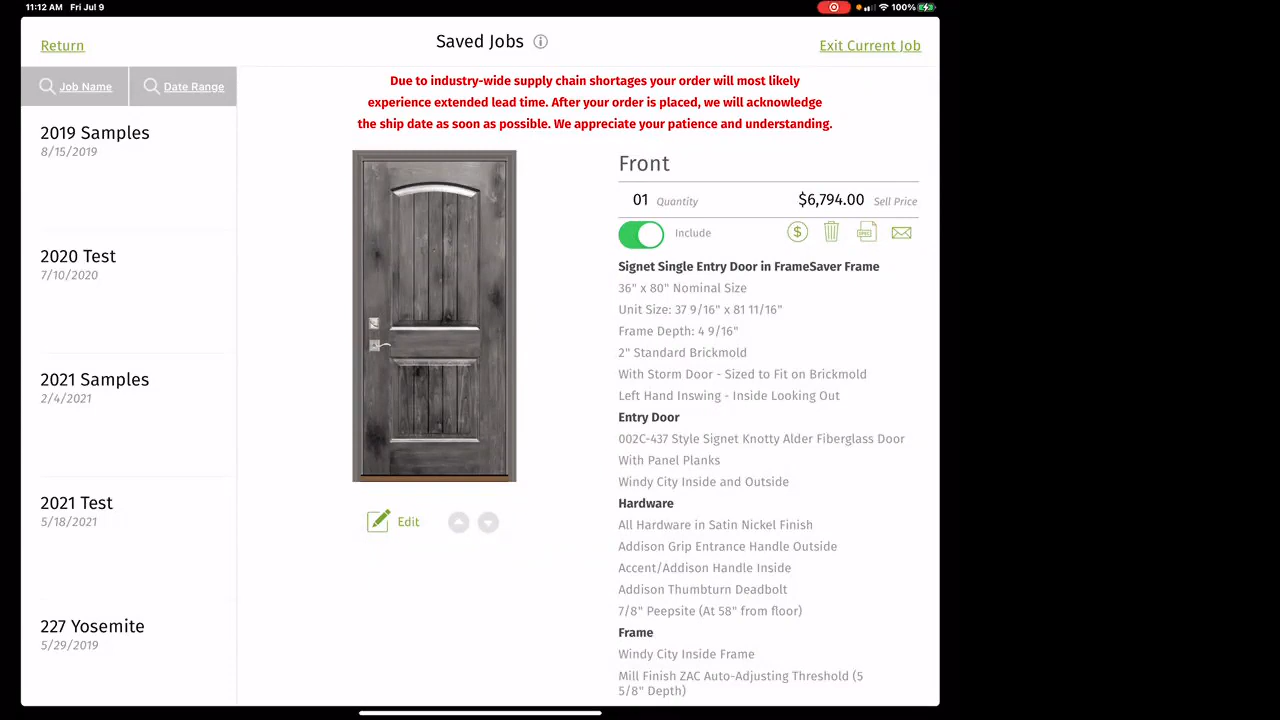 11:12 AM Fri Jul 9
100%
Return
Saved Jobs
Exit Current Job
Job Name
Date Range
2019 Samples
8/15/2019
2020 Test
7/10/2020
2021 Samples
2/4/2021
2021 Test
5/18/2021
227 Yosemite
5/29/2019
Due to industry-wide supply chain shortages your order will most likely
experience extended lead time. After your order is placed, we will acknowledge
the ship date as soon as possible. We appreciate your patience and understanding.
Edit
Front
01 Quantity $6,794.00 Sell Price
Include
$
Signet Single Entry Door in FrameSaver Frame
36" x 80" Nominal Size
Unit Size: 37 9/16" x 81 11/16"
Frame Depth: 4 9/16"
2" Standard Brickmold
With Storm Door - Sized to Fit on Brickmold
Left Hand Inswing - Inside Looking Out
Entry Door
002C-437 Style Signet Knotty Alder Fiberglass Door
With Panel Planks
Windy City Inside and Outside
Hardware
All Hardware in Satin Nickel Finish
Addison Grip Entrance Handle Outside
Accent/Addison Handle Inside
Addison Thumbturn Deadbolt
7/8" Peepsite (At 58" from floor)
Frame
Windy City Inside Frame
Mill Finish ZAC Auto-Adjusting Threshold (5
5/8" Depth)